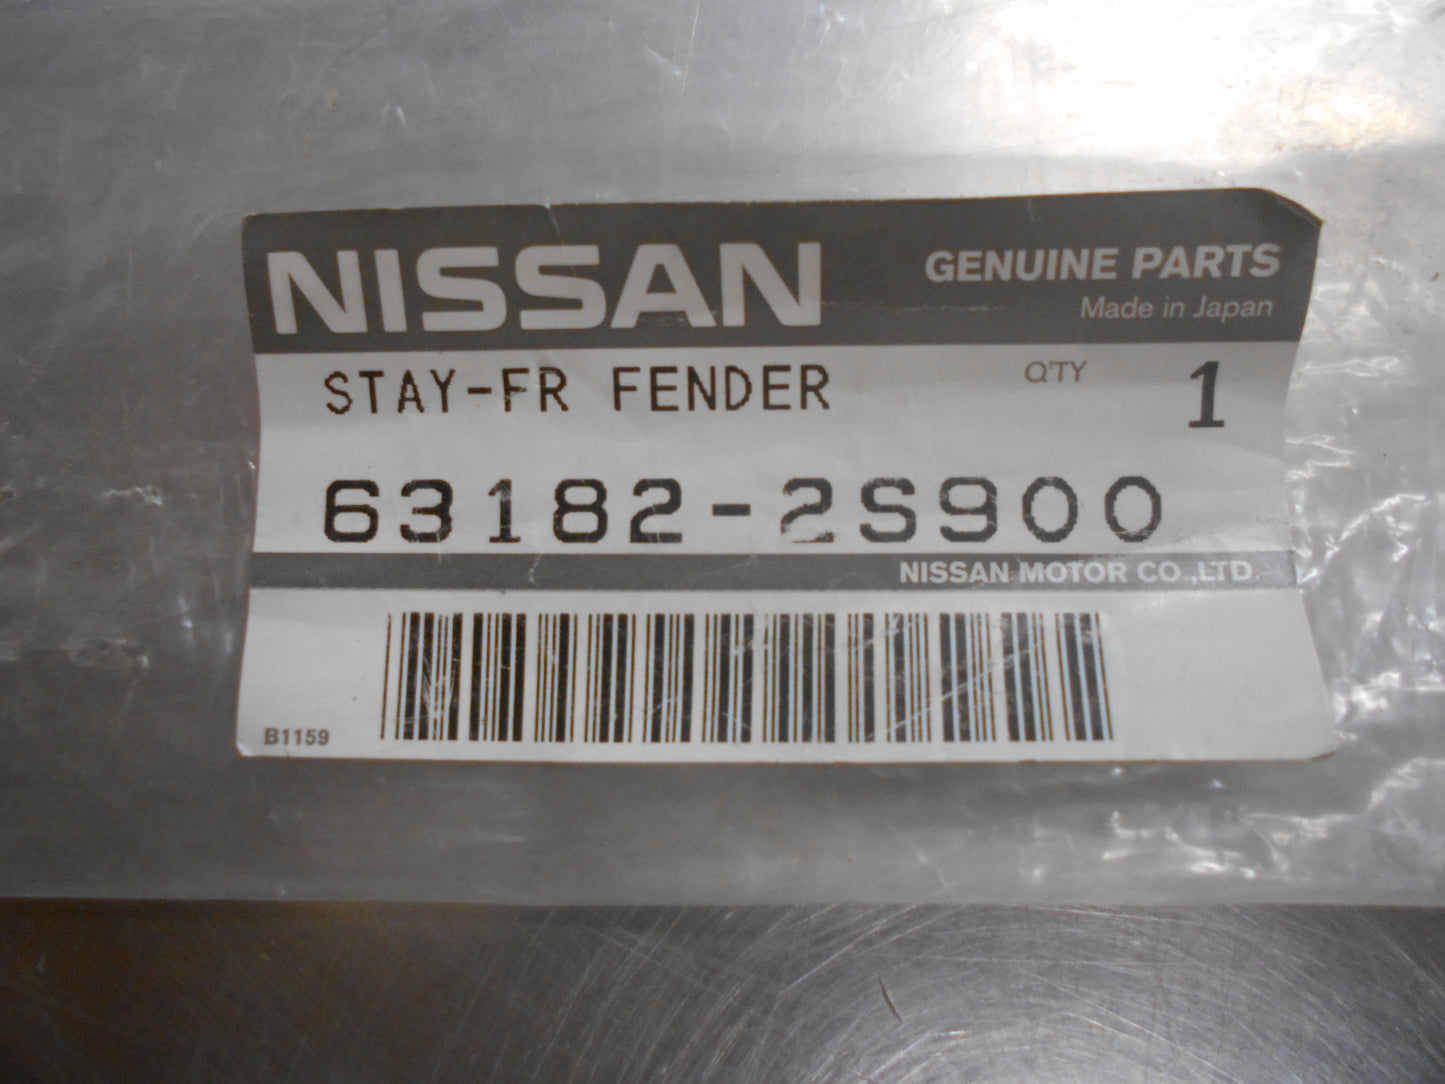 NISSAN GENUINE PARTS
Made in Japan
STAY-FR FENDER Q'TY 1
63182-2S900
NISSAN MOTOR CO.,LTD.
B1159